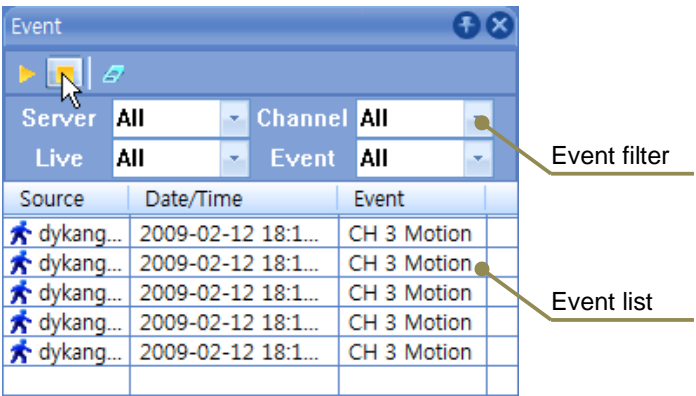 Event
Server All Channel All
Live All Event All
Event filter
Source Date/Time Event
dykang... 2009-02-12 18:1... CH 3 Motion
dykang... 2009-02-12 18:1... CH 3 Motion
dykang... 2009-02-12 18:1... CH 3 Motion
dykang... 2009-02-12 18:1... CH 3 Motion
dykang... 2009-02-12 18:1... CH 3 Motion
Event list